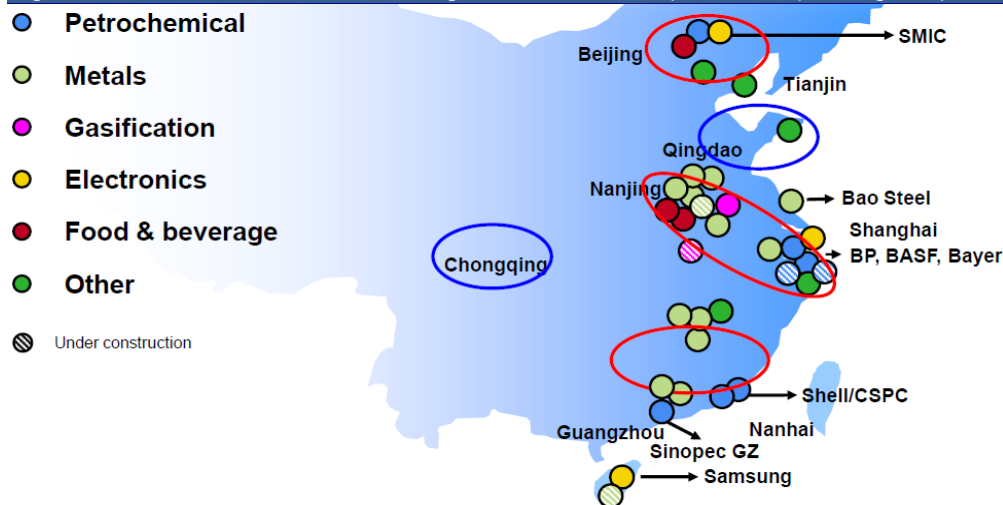 Petrochemical
Metals
Gasification
Electronics
Food & beverage
Other
Under construction
Beijing
SMIC
Tianjin
Qingdao
Nanjing
Bao Steel
Shanghai
BP, BASF, Bayer
Chongqing
Shell/CSPC
Guangzhou
Nanhai
Sinopec GZ
Samsung